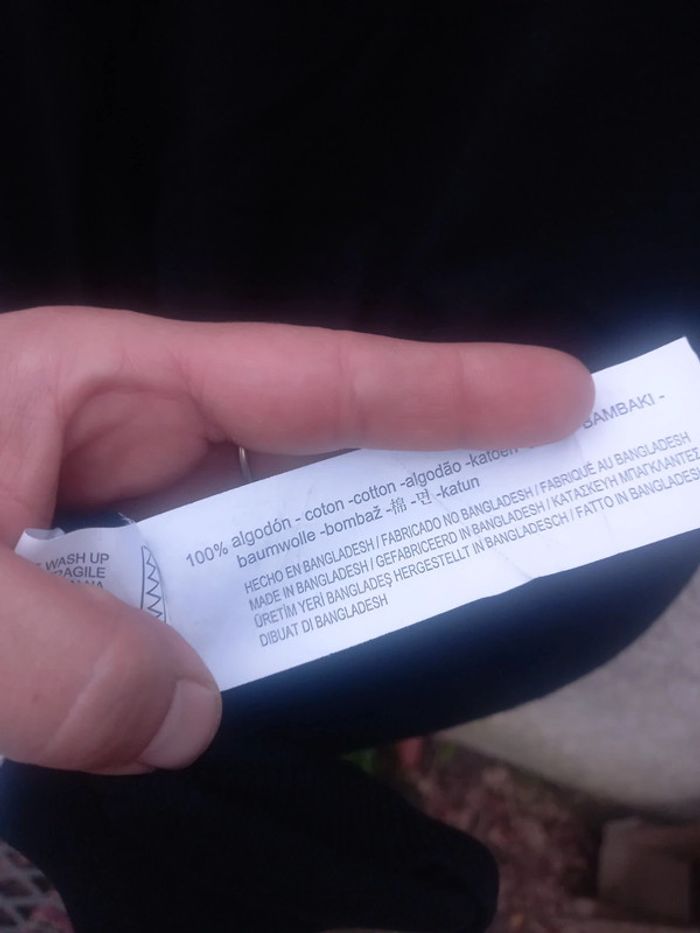 WASH UP
100% algodón - coton -cotton -algodão -katoen BAMBAKI -
baumwolle -bombaž -棉 -면 -katun
HECHO EN BANGLADESH / FABRICADO NO BANGLADESH / FABRIQUÉ AU BANGLADESH
MADE IN BANGLADESH / GEFABRICEERD IN BANGLADESH / ΚΑΤΑΣΚΕΥΗ ΜΠΑΓΚΛΑΝΤΕΣ
ÜRETİM YERİ BANGLADEŞ HERGESTELLT IN BANGLADESCH / FATTO IN BANGLADESH
DIBUAT DI BANGLADESH